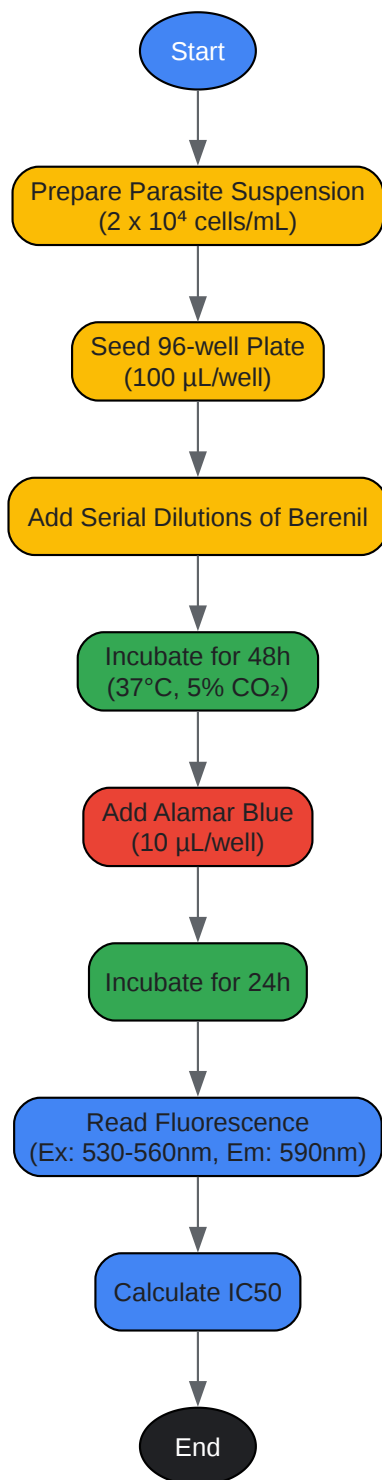 Start
Prepare Parasite Suspension
(2 x 10⁴ cells/mL)
Seed 96-well Plate
(100 µL/well)
Add Serial Dilutions of Berenil
Incubate for 48h
(37°C, 5% CO₂)
Add Alamar Blue
(10 µL/well)
Incubate for 24h
Read Fluorescence
(Ex: 530-560nm, Em: 590nm)
Calculate IC50
End